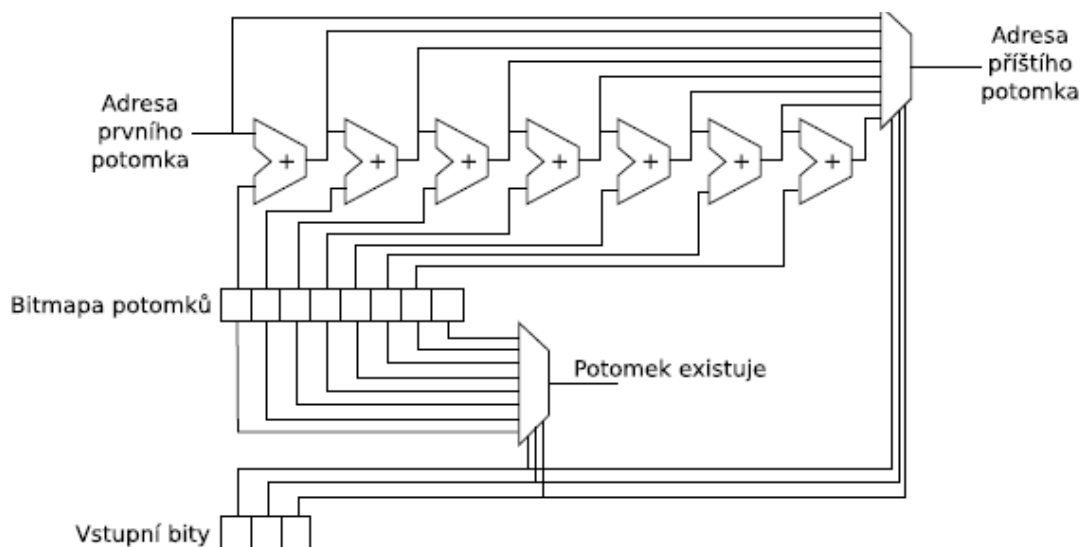 Adresa
prvního
potomka
Adresa
příštího
potomka
+ + + + + + +
Bitmapa potomků
Potomek existuje
Vstupní bity